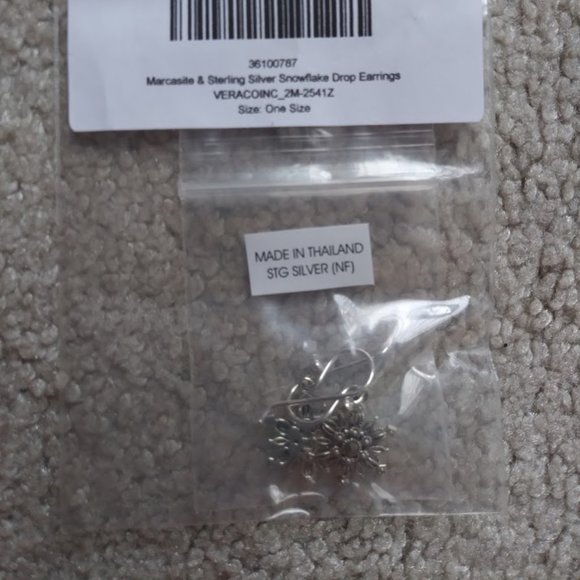 36100787
Marcasite & Sterling Silver Snowflake Drop Earrings
VERACOINC_2M-2541Z
Size: One Size
MADE IN THAILAND
STG SILVER (NF)